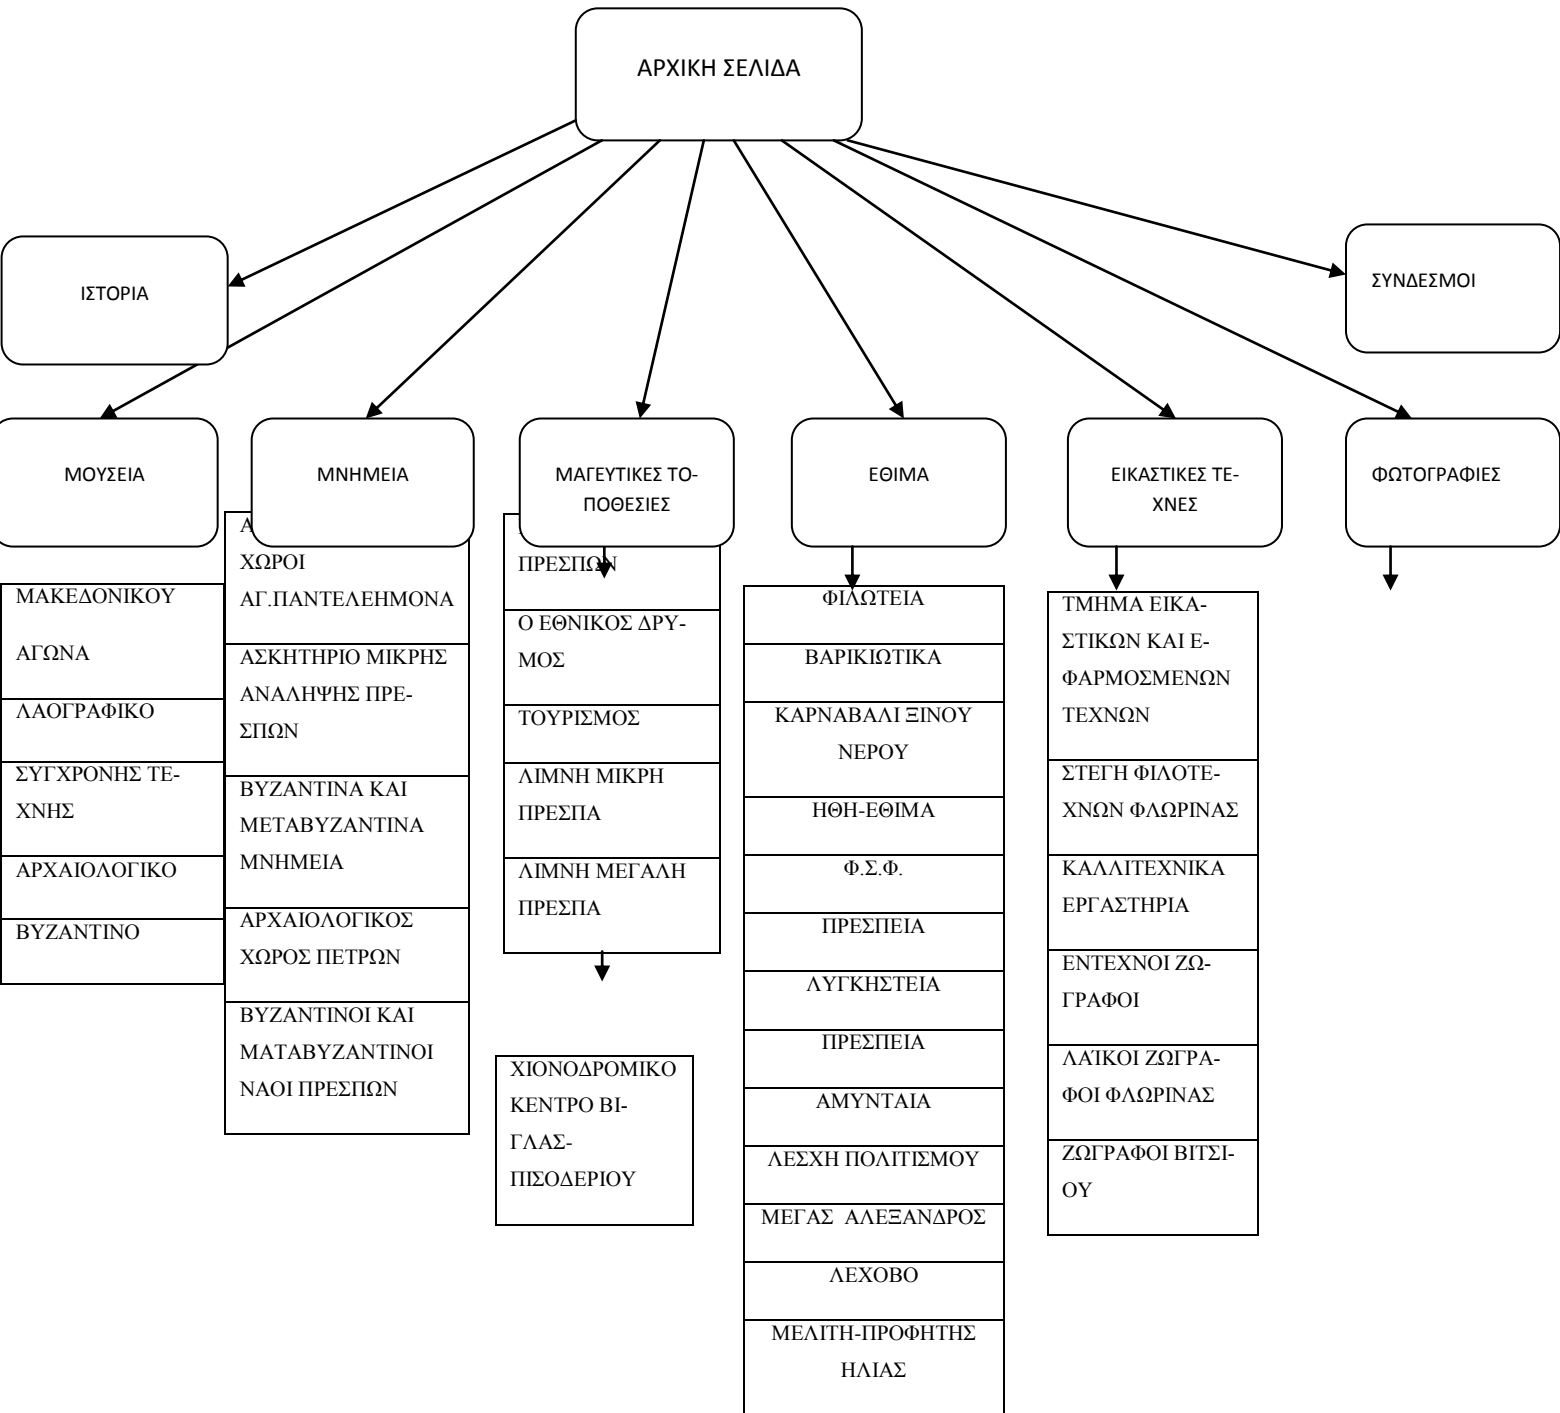 ΑΡΧΙΚΗ ΣΕΛΙΔΑ
ΙΣΤΟΡΙΑ
ΣΥΝΔΕΣΜΟΙ
ΜΟΥΣΕΙΑ
ΜΝΗΜΕΙΑ
ΜΑΓΕΥΤΙΚΕΣ ΤΟ-
ΠΟΘΕΣΙΕΣ
ΕΘΙΜΑ
ΕΙΚΑΣΤΙΚΕΣ ΤΕ-
ΧΝΕΣ
ΦΩΤΟΓΡΑΦΙΕΣ
ΜΑΚΕΔΟΝΙΚΟΥ
ΑΓΩΝΑ
ΛΑΟΓΡΑΦΙΚΟ
ΣΥΓΧΡΟΝΗΣ ΤΕ-
ΧΝΗΣ
ΑΡΧΑΙΟΛΟΓΙΚΟ
ΒΥΖΑΝΤΙΝΟ
ΧΩΡΟΙ
ΑΓ.ΠΑΝΤΕΛΕΗΜΟΝΑ
ΑΣΚΗΤΗΡΙΟ ΜΙΚΡΗΣ
ΑΝΑΛΗΨΗΣ ΠΡΕ-
ΣΠΩΝ
ΒΥΖΑΝΤΙΝΑ ΚΑΙ
ΜΕΤΑΒΥΖΑΝΤΙΝΑ
ΜΝΗΜΕΙΑ
ΑΡΧΑΙΟΛΟΓΙΚΟΣ
ΧΩΡΟΣ ΠΕΤΡΩΝ
ΒΥΖΑΝΤΙΝΟΙ ΚΑΙ
ΜΑΤΑΒΥΖΑΝΤΙΝΟΙ
ΝΑΟΙ ΠΡΕΣΠΩΝ
ΠΡΕΣΠΩΝ
Ο ΕΘΝΙΚΟΣ ΔΡΥ-
ΜΟΣ
ΤΟΥΡΙΣΜΟΣ
ΛΙΜΝΗ ΜΙΚΡΗ
ΠΡΕΣΠΑ
ΛΙΜΝΗ ΜΕΓΑΛΗ
ΠΡΕΣΠΑ
ΧΙΟΝΟΔΡΟΜΙΚΟ
ΚΕΝΤΡΟ ΒΙ-
ΓΛΑΣ-
ΠΙΣΟΔΕΡΙΟΥ
ΦΙΛΩΤΕΙΑ
ΒΑΡΙΚΙΩΤΙΚΑ
ΚΑΡΝΑΒΑΛΙ ΞΙΝΟΥ
ΝΕΡΟΥ
ΗΘΗ-ΕΘΙΜΑ
Φ.Σ.Φ.
ΠΡΕΣΠΕΙΑ
ΛΥΓΚΗΣΤΕΙΑ
ΠΡΕΣΠΕΙΑ
ΑΜΥΝΤΑΙΑ
ΛΕΣΧΗ ΠΟΛΙΤΙΣΜΟΥ
ΜΕΓΑΣ ΑΛΕΞΑΝΔΡΟΣ
ΛΕΧΟΒΟ
ΜΕΛΙΤΗ-ΠΡΟΦΗΤΗΣ
ΗΛΙΑΣ
ΤΜΗΜΑ ΕΙΚΑ-
ΣΤΙΚΩΝ ΚΑΙ Ε-
ΦΑΡΜΟΣΜΕΝΩΝ
ΤΕΧΝΩΝ
ΣΤΕΓΗ ΦΙΛΟΤΕ-
ΧΝΩΝ ΦΛΩΡΙΝΑΣ
ΚΑΛΛΙΤΕΧΝΙΚΑ
ΕΡΓΑΣΤΗΡΙΑ
ΕΝΤΕΧΝΟΙ ΖΩ-
ΓΡΑΦΟΙ
ΛΑΊΚΟΙ ΖΩΓΡΑ-
ΦΟΙ ΦΛΩΡΙΝΑΣ
ΖΩΓΡΑΦΟΙ ΒΙΤΣΙ-
ΟΥ